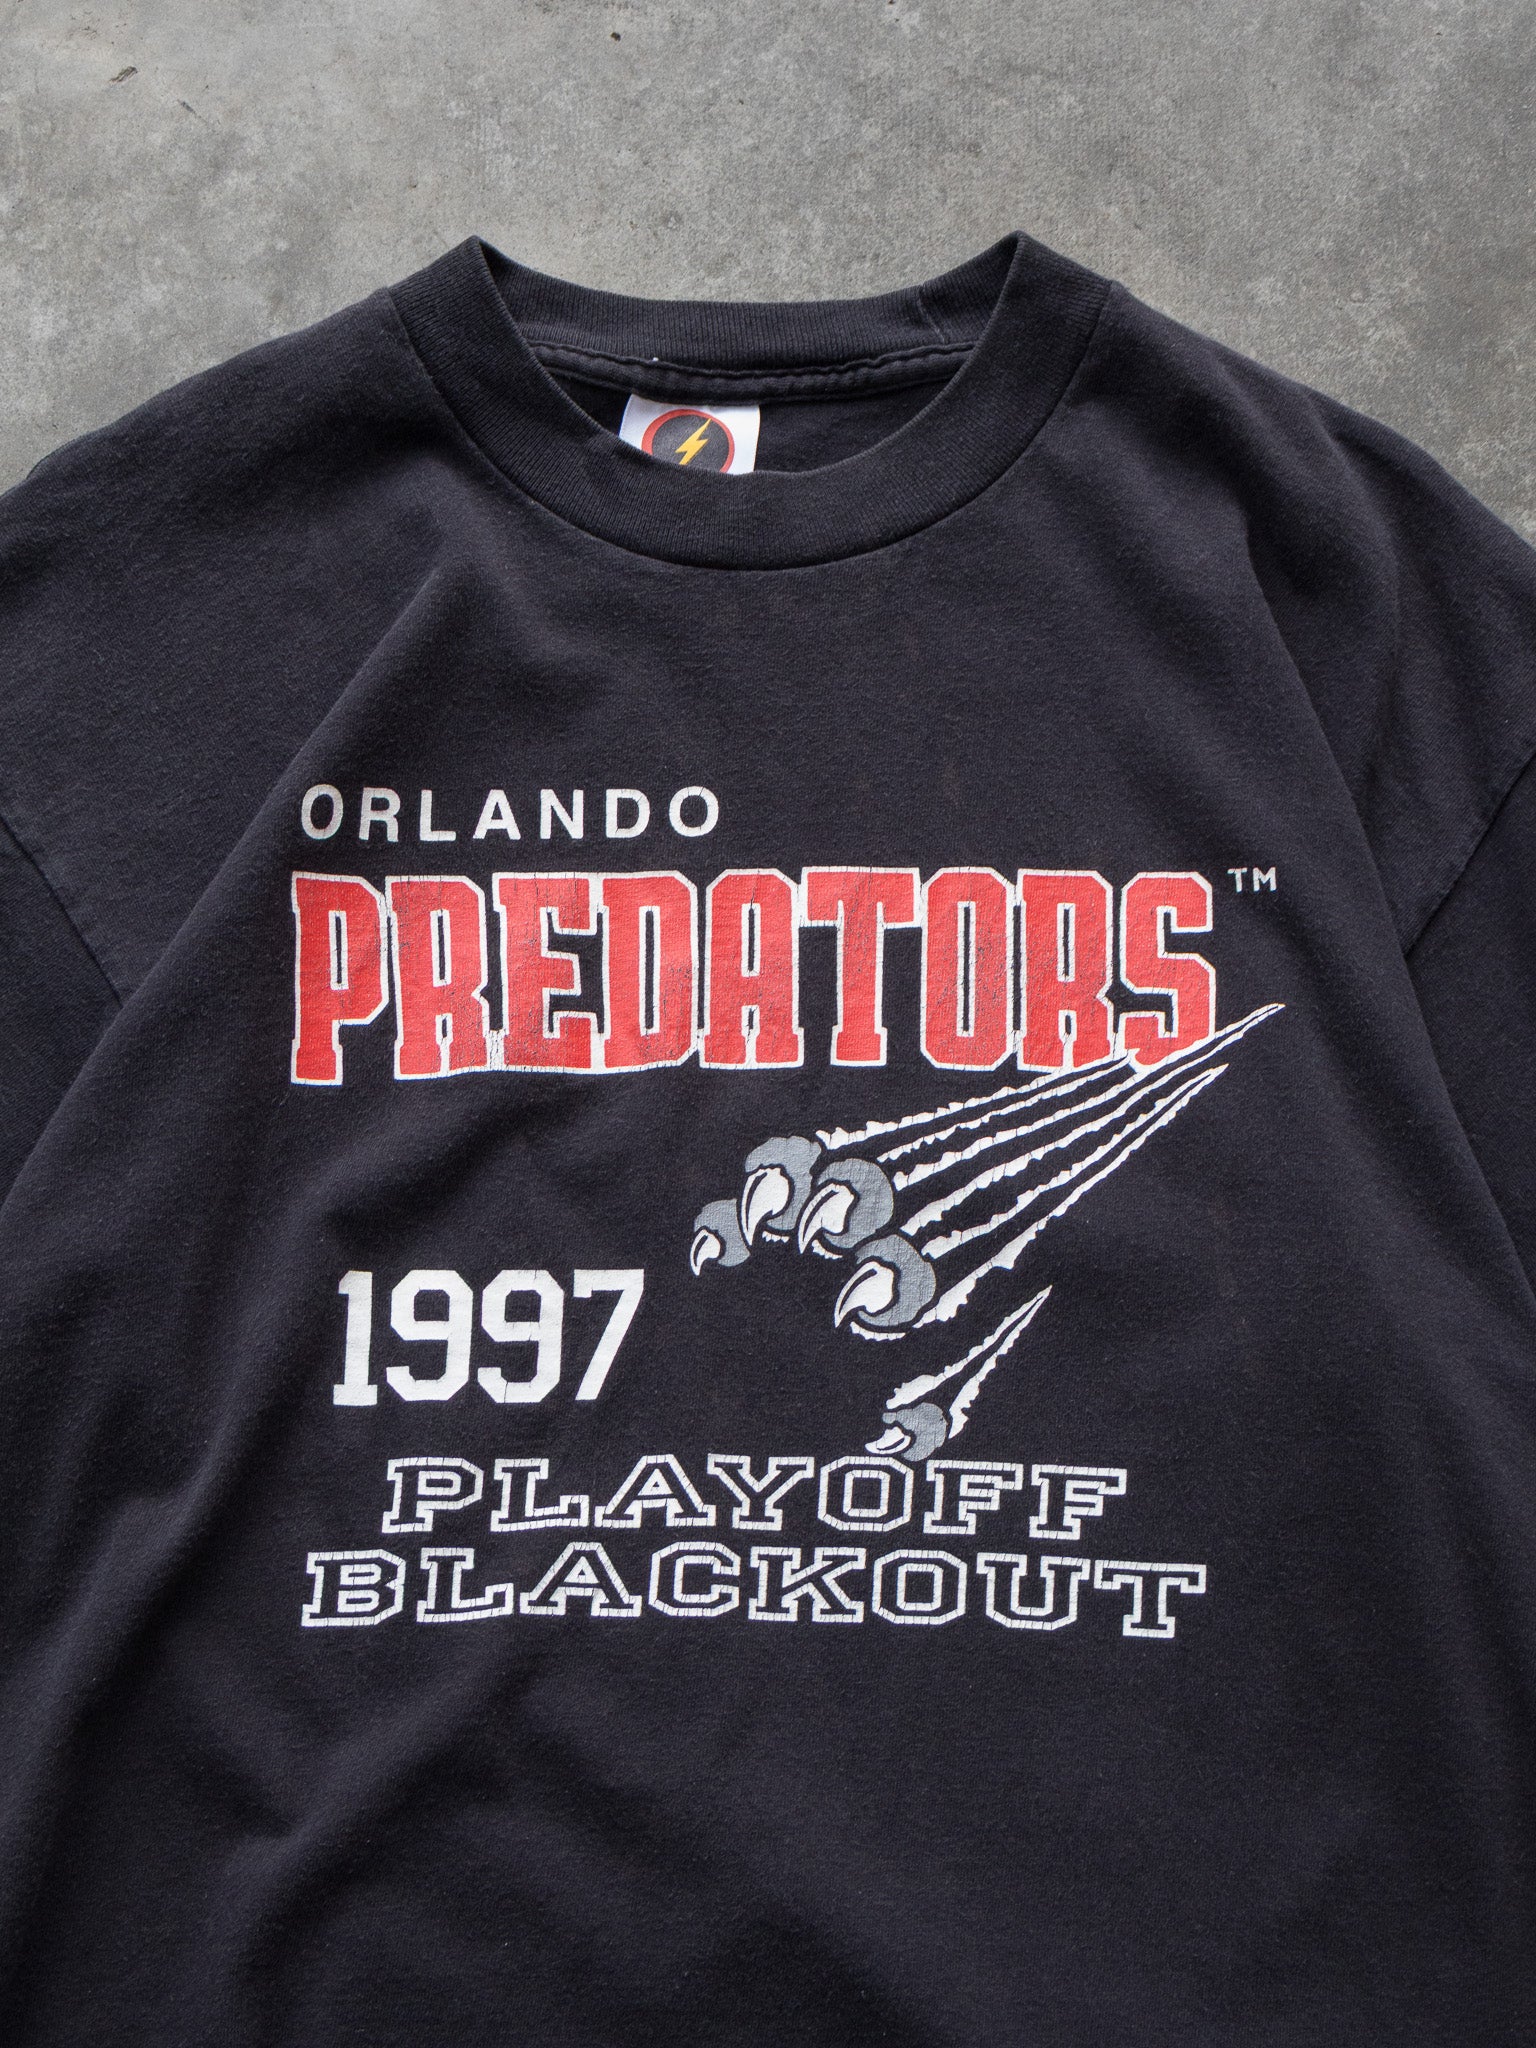 ORLANDO
PREDATORS™
1997
PLAYOFF
BLACKOUT